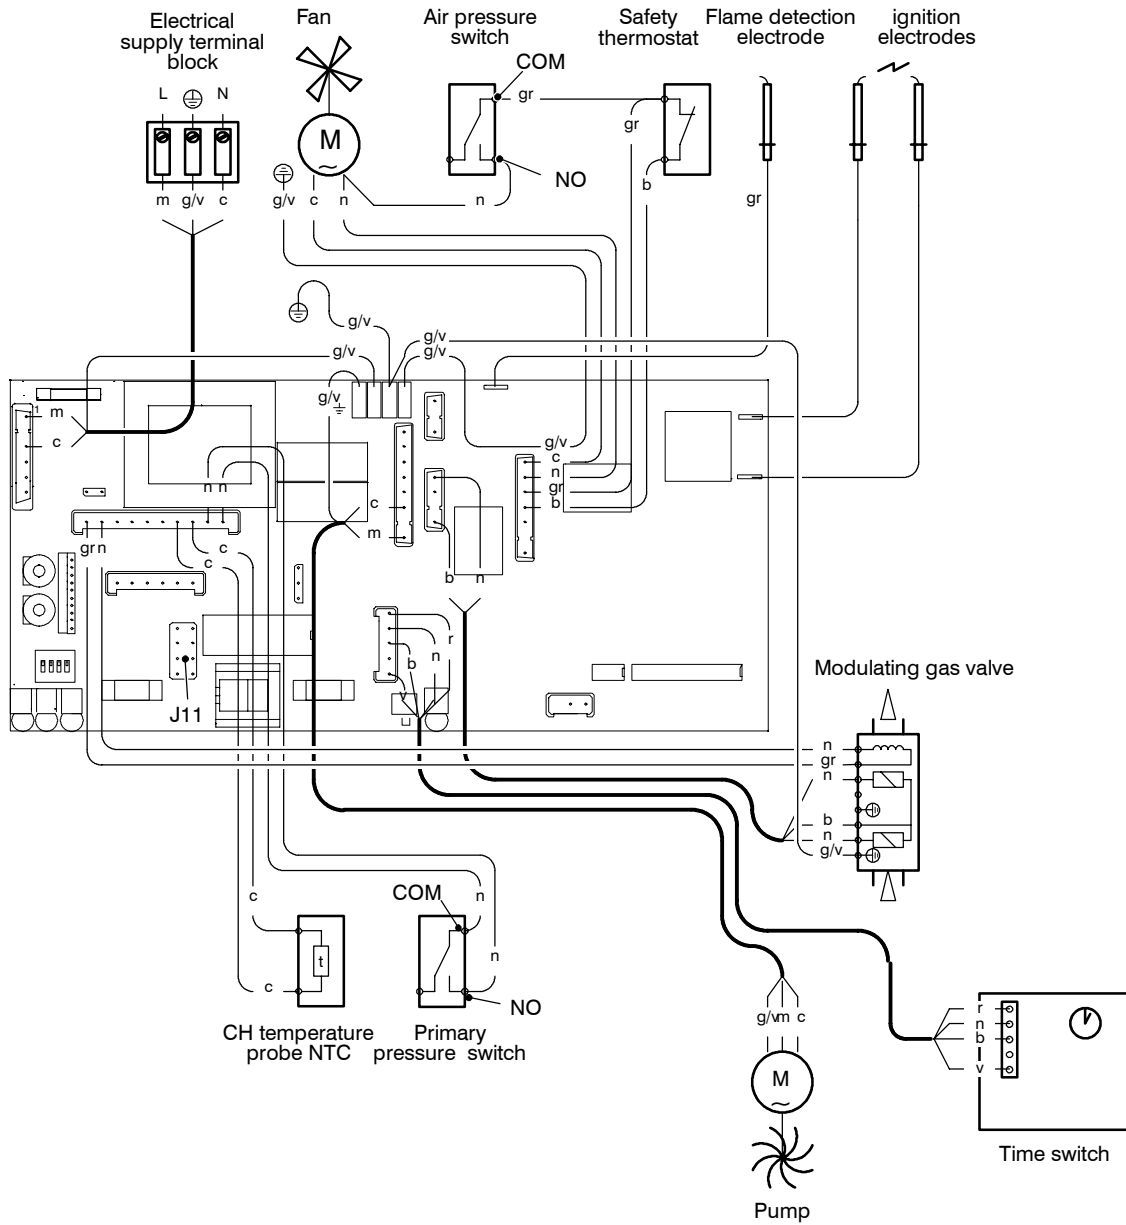 Electrical
supply terminal
block
Fan
Air pressure
switch
Safety
thermostat
Flame detection
electrode
ignition
electrodes
COM
L
N
M
~
NO
gr
gr
b
m
g/v
c
g/v
c
n
n
gr
g/v
g/v
g/v
g/v
g/v
1
m
c
g/v
c
n
gr
b
n
n
c
m
gr
n
c
c
b
n
r
n
b
v
J11
Modulating gas valve
n
gr
n
b
n
g/v
c
COM
n
t
n
c
NO
CH temperature
probe NTC
Primary
pressure switch
g/v
m
c
r
n
b
v
M
~
Time switch
Pump